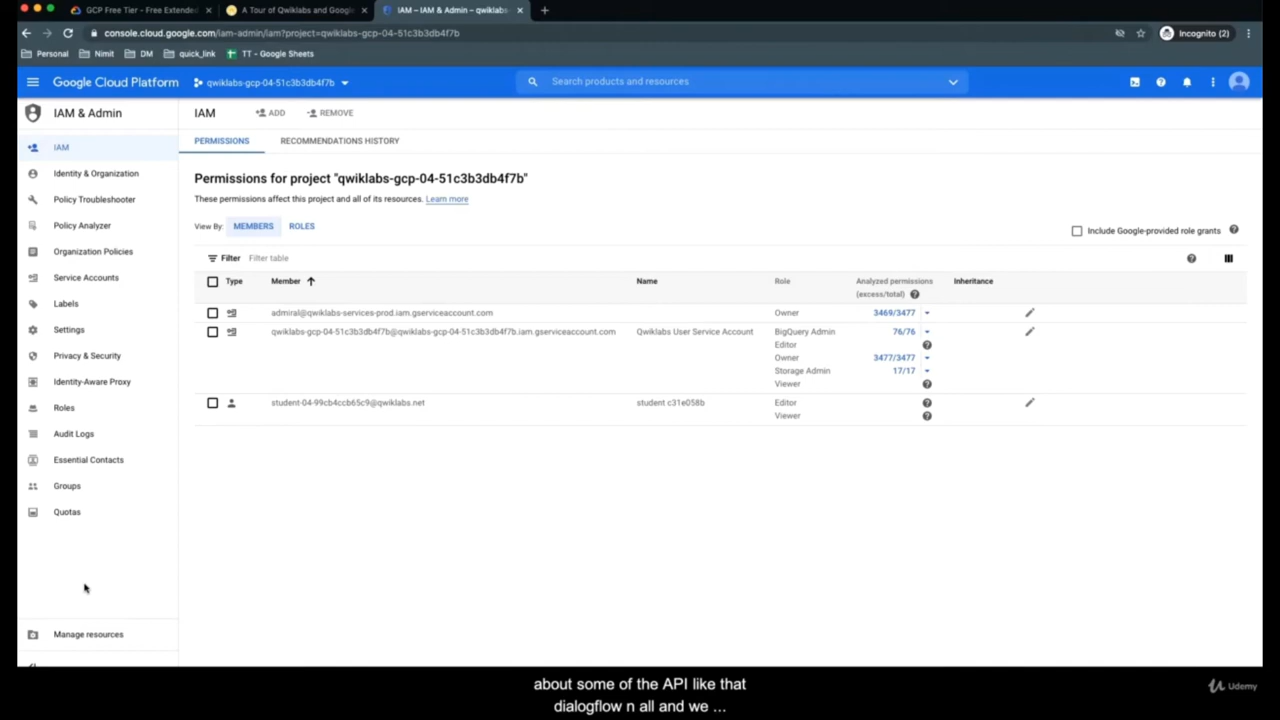 GCP Free Tier - Free Extended
A Tour of Qwiklabs and Google
IAM – IAM & Admin – qwiklabs-
console.cloud.google.com/iam-admin/iam?project=qwiklabs-gcp-04-51c3b3db4f7b
Incognito (2)
Personal Nimit DM quick_link TT - Google Sheets
Google Cloud Platform qwiklabs-gcp-04-51c3b3db4f7b Search products and resources
IAM & Admin
IAM
Identity & Organization
Policy Troubleshooter
Policy Analyzer
Organization Policies
Service Accounts
Labels
Settings
Privacy & Security
Identity-Aware Proxy
Roles
Audit Logs
Essential Contacts
Groups
Quotas
Manage resources
IAM ADD REMOVE
PERMISSIONS RECOMMENDATIONS HISTORY
Permissions for project "qwiklabs-gcp-04-51c3b3db4f7b"
These permissions affect this project and all of its resources. Learn more
View By: MEMBERS ROLES
Include Google-provided role grants
Filter Filter table
Type Member Name Role Analyzed permissions (excess/total) Inheritance
admiral@qwiklabs-services-prod.iam.gserviceaccount.com Owner 3469/3477
qwiklabs-gcp-04-51c3b3db4f7b@qwiklabs-gcp-04-51c3b3db4f7b.iam.gserviceaccount.com Qwiklabs User Service Account BigQuery Admin 76/76
Editor
Owner 3477/3477
Storage Admin 17/17
Viewer
student-04-99cb4ccb65c9@qwiklabs.net student c31e058b Editor
Viewer
about some of the API like that
dialogflow n all and we ...
Udemy